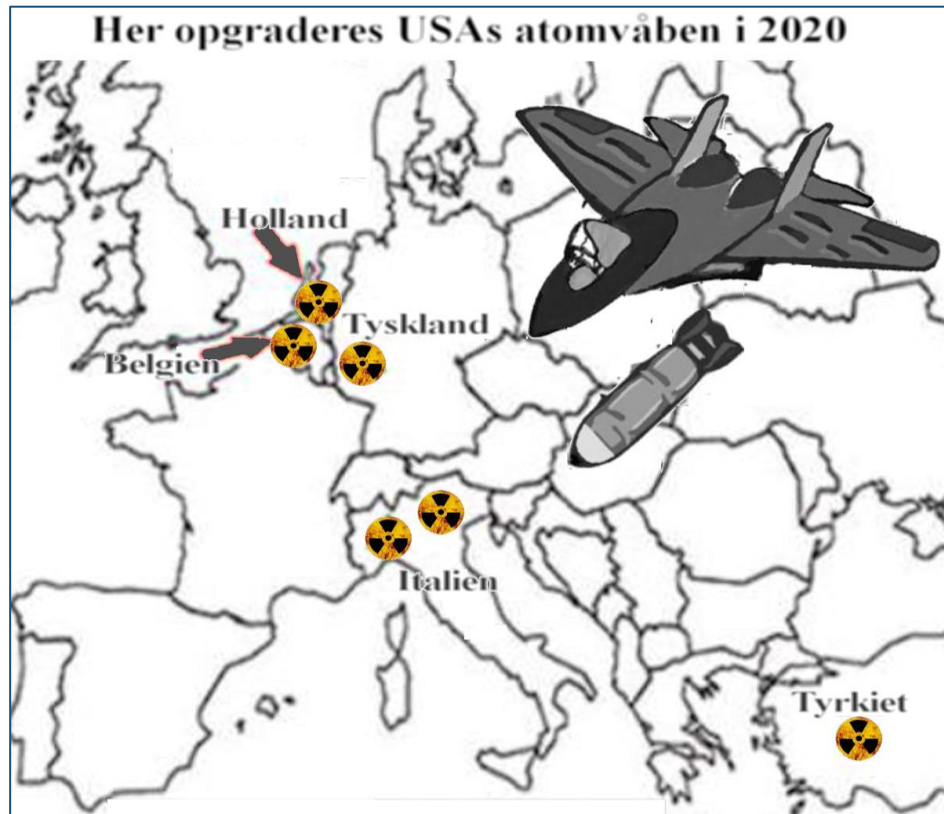 Her opgraderes USAs atomvåben i 2020
Holland
Tyskland
Belgien
Italien
Tyrkiet